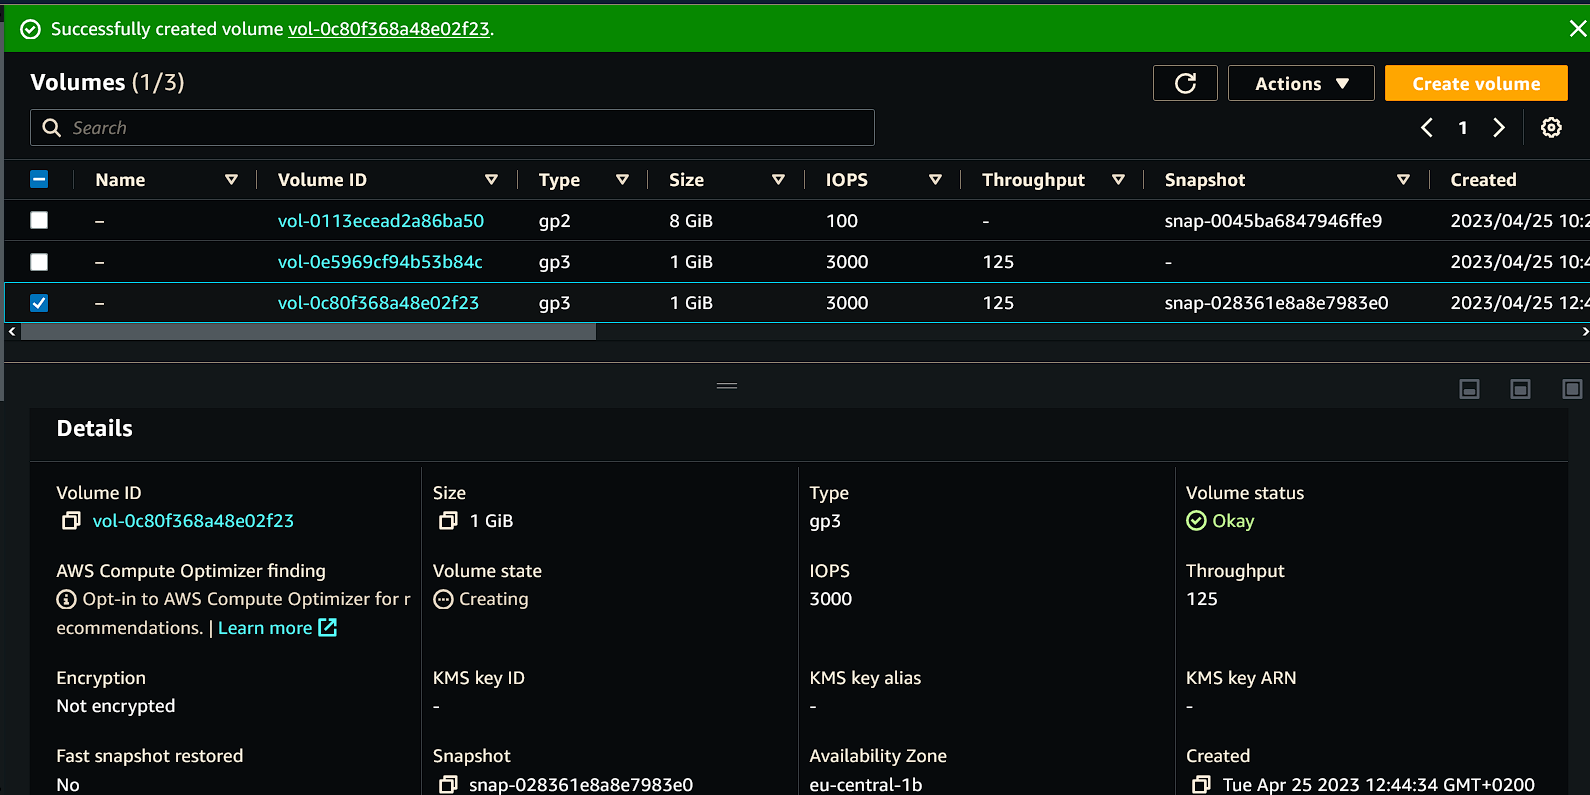 Successfully created volume vol-0c80f368a48e02f23.
Volumes (1/3)
Actions
Create volume
Search
1
Name Volume ID Type Size IOPS Throughput Snapshot Created
– vol-0113ecead2a86ba50 gp2 8 GiB 100 - snap-0045ba6847946ffe9 2023/04/25 10:2
– vol-0e5969cf94b53b84c gp3 1 GiB 3000 125 - 2023/04/25 10:4
– vol-0c80f368a48e02f23 gp3 1 GiB 3000 125 snap-028361e8a8e7983e0 2023/04/25 12:4
Details
Volume ID Size Type Volume status
vol-0c80f368a48e02f23 1 GiB gp3 Okay
AWS Compute Optimizer finding Volume state IOPS Throughput
Opt-in to AWS Compute Optimizer for r Creating 3000 125
ecommendations. | Learn more
Encryption KMS key ID KMS key alias KMS key ARN
Not encrypted - - -
Fast snapshot restored Snapshot Availability Zone Created
No snap-028361e8a8e7983e0 eu-central-1b Tue Apr 25 2023 12:44:34 GMT+0200